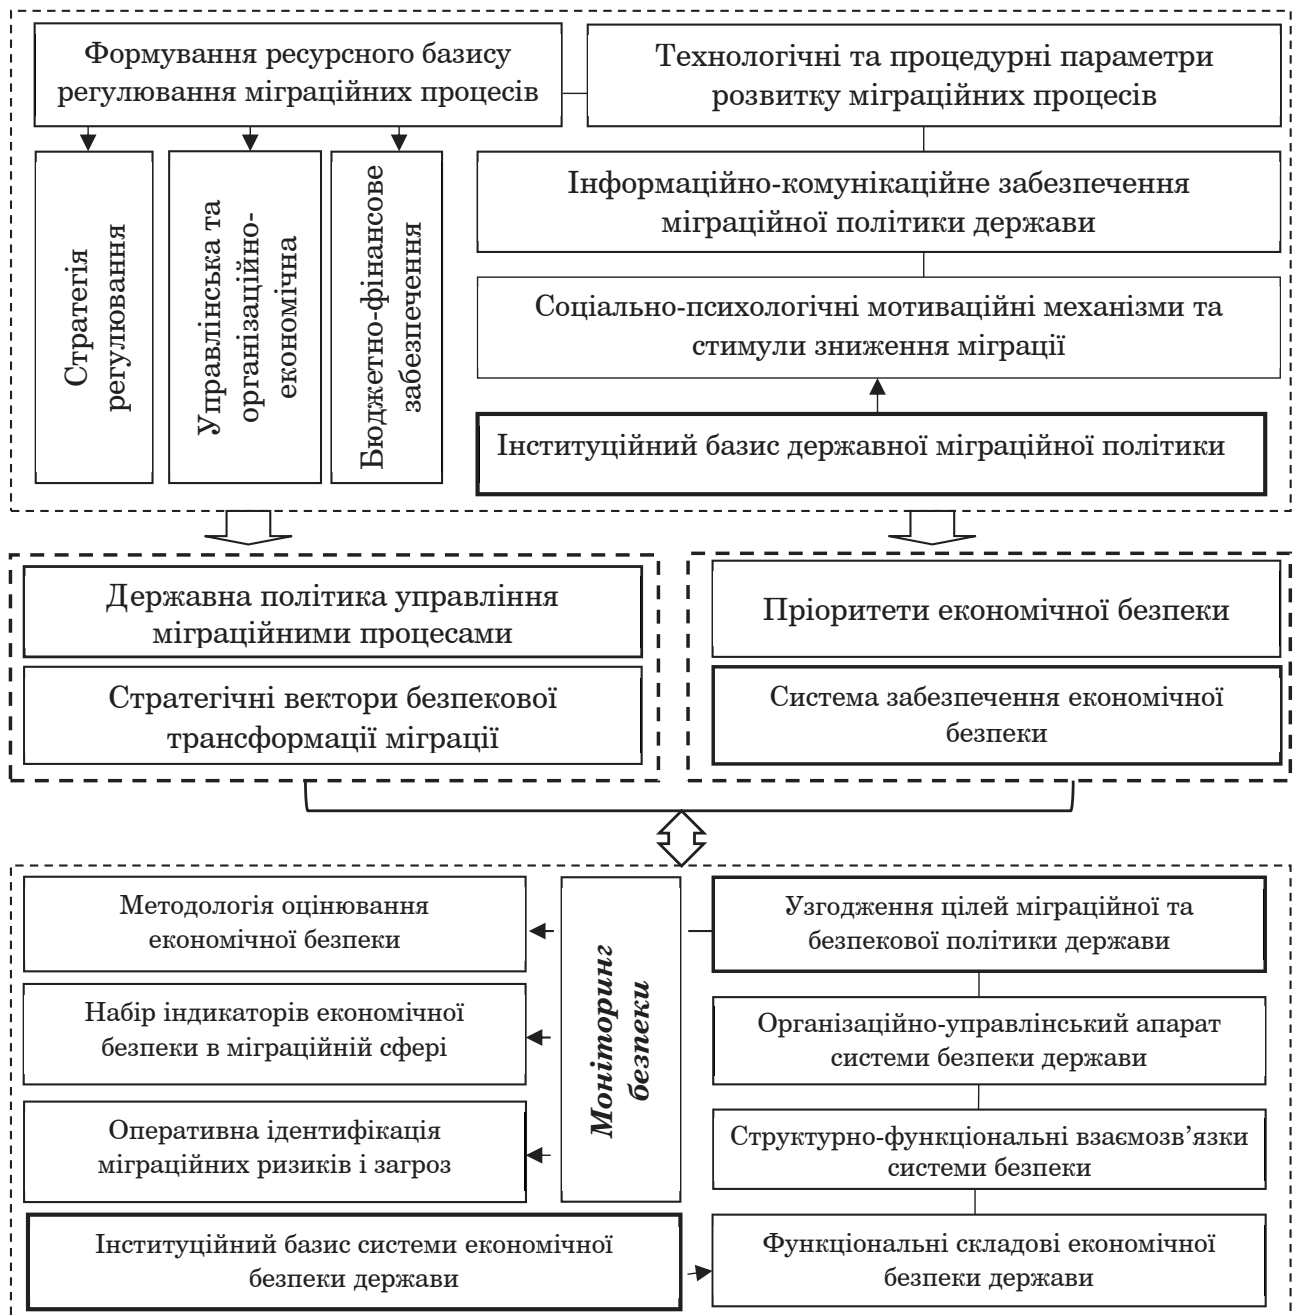 Формування ресурсного базису
регулювання міграційних процесів
Технологічні та процедурні параметри
розвитку міграційних процесів
Стратегія
регулювання
Управлінська та
організаційно-
економічна
Бюджетно-фінансове
забезпечення
Інформаційно-комунікаційне забезпечення
міграційної політики держави
Соціально-психологічні мотиваційні механізми та
стимули зниження міграції
Інституційний базис державної міграційної політики
Державна політика управління
міграційними процесами
Стратегічні вектори безпекової
трансформації міграції
Пріоритети економічної безпеки
Система забезпечення економічної
безпеки
Методологія оцінювання
економічної безпеки
Набір індикаторів економічної
безпеки в міграційній сфері
Оперативна ідентифікація
міграційних ризиків і загроз
Моніторинг
безпеки
Узгодження цілей міграційної та
безпекової політики держави
Організаційно-управлінський апарат
системи безпеки держави
Структурно-функціональні взаємозв’язки
системи безпеки
Інституційний базис системи економічної
безпеки держави
Функціональні складові економічної
безпеки держави